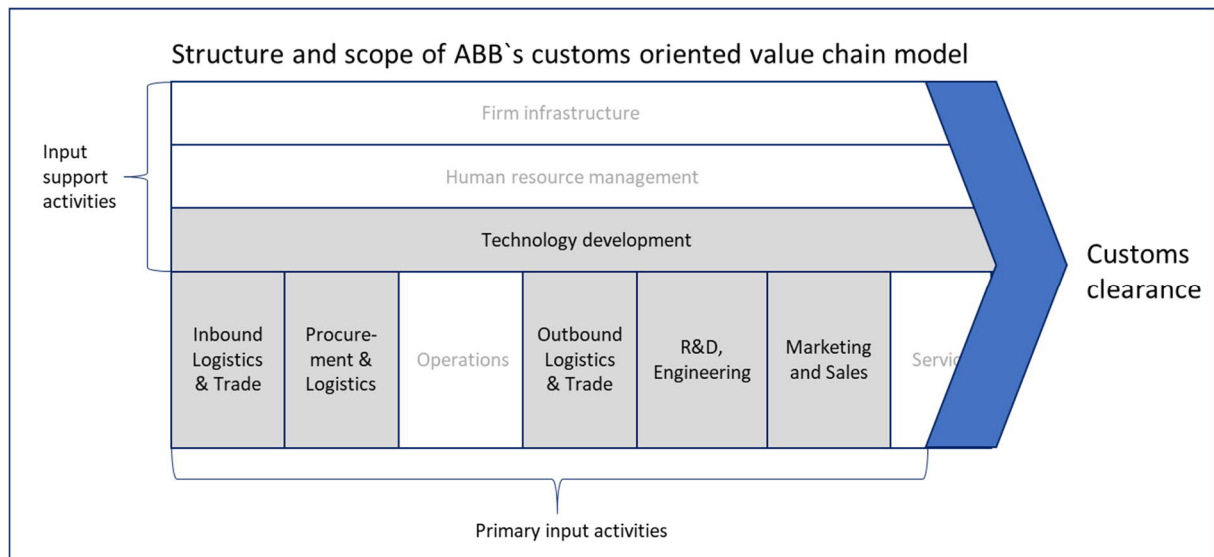 Structure and scope of ABB`s customs oriented value chain model
Firm infrastructure
Input
support
activities
Human resource management
Technology development
Customs
clearance
Inbound
Logistics
& Trade
Procure-
ment &
Logistics
Operations
Outbound
Logistics
& Trade
R&D,
Engineering
Marketing
and Sales
Servic
Primary input activities